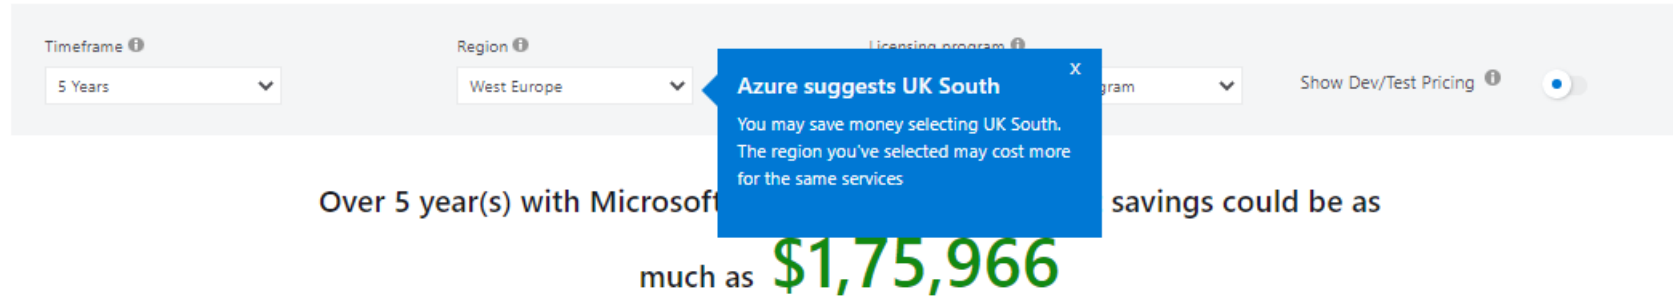 Timeframe
Region
Licensing program
5 Years
West Europe
Show Dev/Test Pricing
x
Azure suggests UK South
You may save money selecting UK South.
The region you've selected may cost more
for the same services
Over 5 year(s) with Microsoft savings could be as
much as $1,75,966